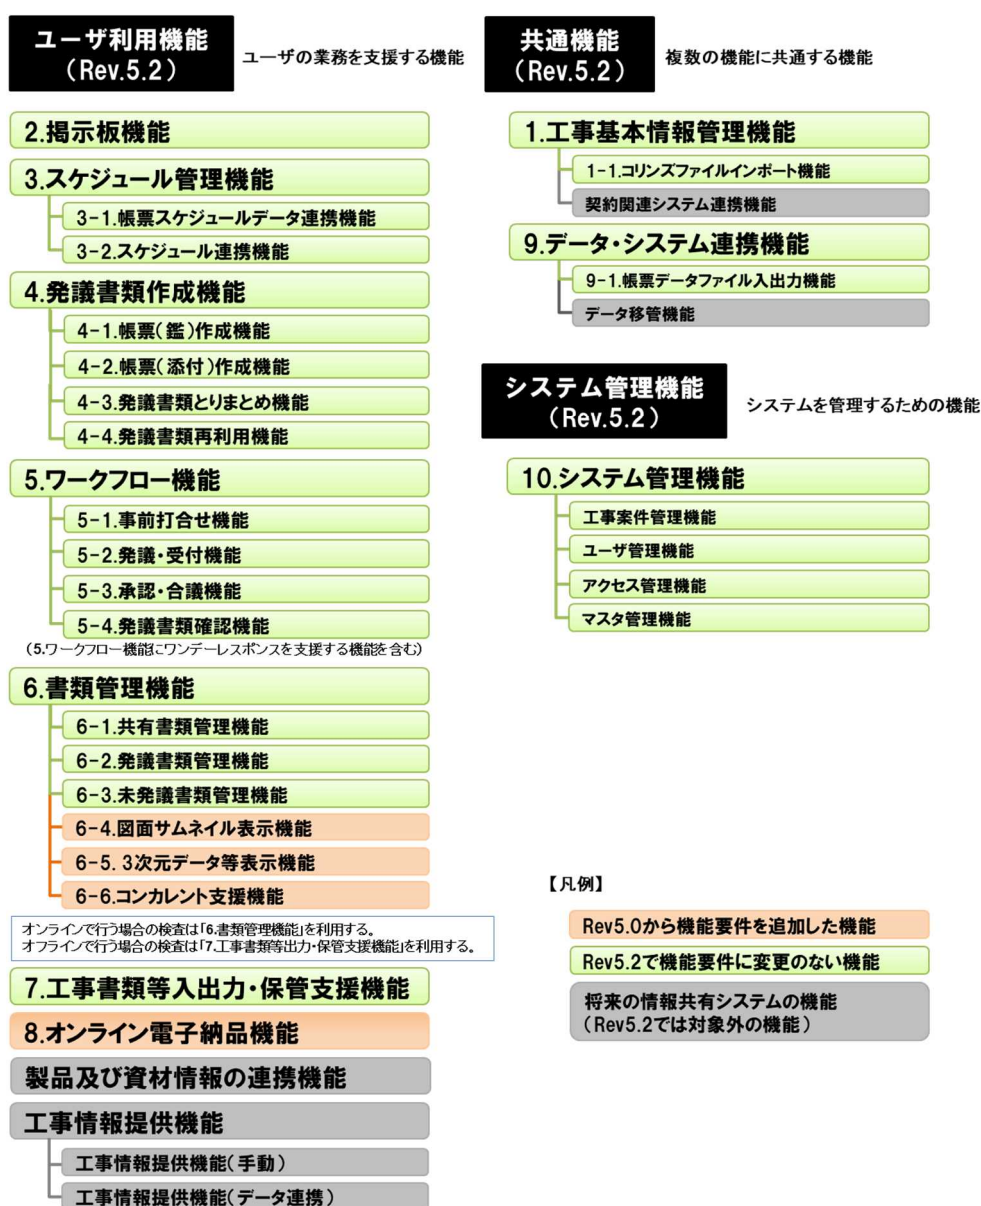 ユーザ利用機能
（Rev.5.2）
ユーザの業務を支援する機能
2.掲示板機能
3.スケジュール管理機能
3-1.帳票スケジュールデータ連携機能
3-2.スケジュール連携機能
4.発議書類作成機能
4-1.帳票（鑑）作成機能
4-2.帳票（添付）作成機能
4-3.発議書類とりまとめ機能
4-4.発議書類再利用機能
5.ワークフロー機能
5-1.事前打合せ機能
5-2.発議・受付機能
5-3.承認・合議機能
5-4.発議書類確認機能
（5.ワークフロー機能にワンデーレスポンスを支援する機能を含む）
6.書類管理機能
6-1.共有書類管理機能
6-2.発議書類管理機能
6-3.未発議書類管理機能
6-4.図面サムネイル表示機能
6-5. 3次元データ等表示機能
6-6.コンカレント支援機能
オンラインで行う場合の検査は「6.書類管理機能」を利用する。
オフラインで行う場合の検査は「7.工事書類等出力・保管支援機能」を利用する。
7.工事書類等入出力・保管支援機能
8.オンライン電子納品機能
製品及び資材情報の連携機能
工事情報提供機能
工事情報提供機能（手動）
工事情報提供機能（データ連携）
共通機能
（Rev.5.2）
複数の機能に共通する機能
1.工事基本情報管理機能
1-1.コリンズファイルインポート機能
契約関連システム連携機能
9.データ・システム連携機能
9-1.帳票データファイル入出力機能
データ移管機能
システム管理機能
（Rev.5.2）
システムを管理するための機能
10.システム管理機能
工事案件管理機能
ユーザ管理機能
アクセス管理機能
マスタ管理機能
【凡例】
Rev5.0から機能要件を追加した機能
Rev5.2で機能要件に変更のない機能
将来の情報共有システムの機能
（Rev5.2では対象外の機能）